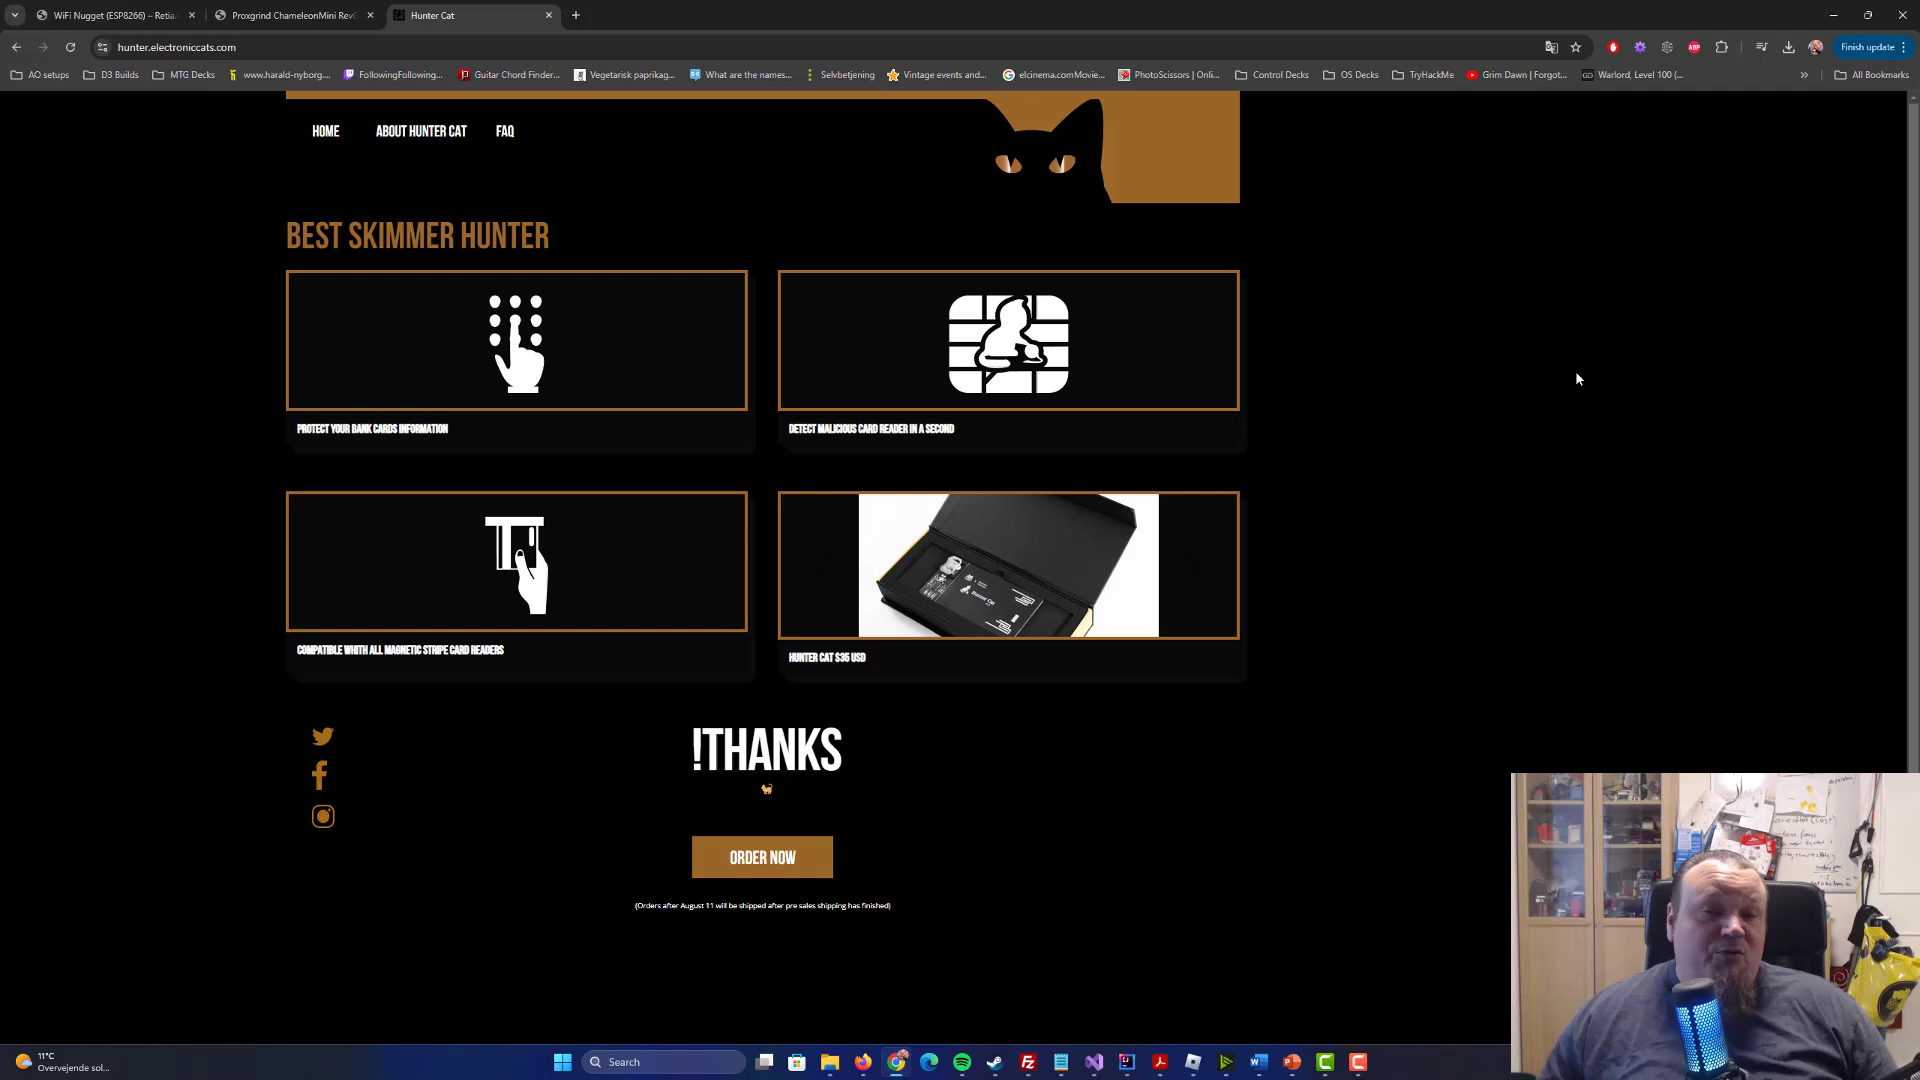 WiFi Nugget (ESP8266) – Retia.
Proxgrind ChameleonMini Rev
Hunter Cat
hunter.electroniccats.com
Finish update
AO setups
D3 Builds
MTG Decks
www.harald-nyborg....
FollowingFollowing...
Guitar Chord Finder...
Vegetarisk paprikag...
What are the names...
Selvbetjening
Vintage events and...
elcinema.comMovie...
PhotoScissors | Onli...
Control Decks
OS Decks
TryHackMe
Grim Dawn | Forgot...
Warlord, Level 100 (...
All Bookmarks
HOME
ABOUT HUNTER CAT
FAQ
BEST SKIMMER HUNTER
PROTECT YOUR BANK CARDS INFORMATION
DETECT MALICIOUS CARD READER IN A SECOND
COMPATIBLE WHITH ALL MAGNETIC STRIPE CARD READERS
Hunter Cat
HUNTER CAT $35 USD
!THANKS
ORDER NOW
(Orders after August 11 will be shipped after pre sales shipping has finished)
11°C
Overvejende sol...
Search